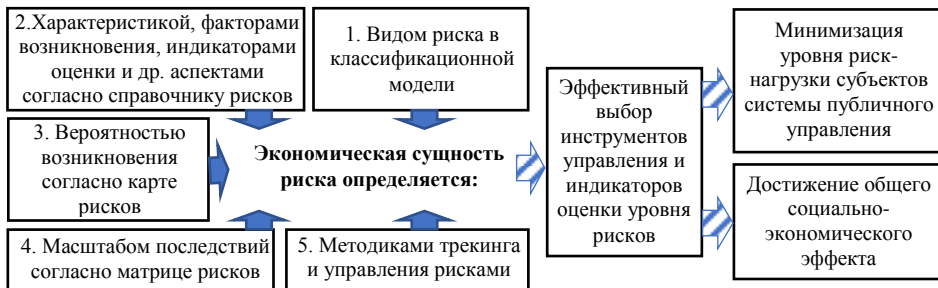 2.Характеристикой, факторами
возникновения, индикаторами
оценки и др. аспектами
согласно справочнику рисков
1. Видом риска в
классификационной
модели
3. Вероятностью
возникновения
согласно карте
рисков
Экономическая сущность
риска определяется:
4. Масштабом последствий
согласно матрице рисков
5. Методиками трекинга
и управления рисками
Эффективный
выбор
инструментов
управления и
индикаторов
оценки уровня
рисков
Минимизация
уровня риск-
нагрузки субъектов
системы публичного
управления
Достижение общего
социально-
экономического
эффекта